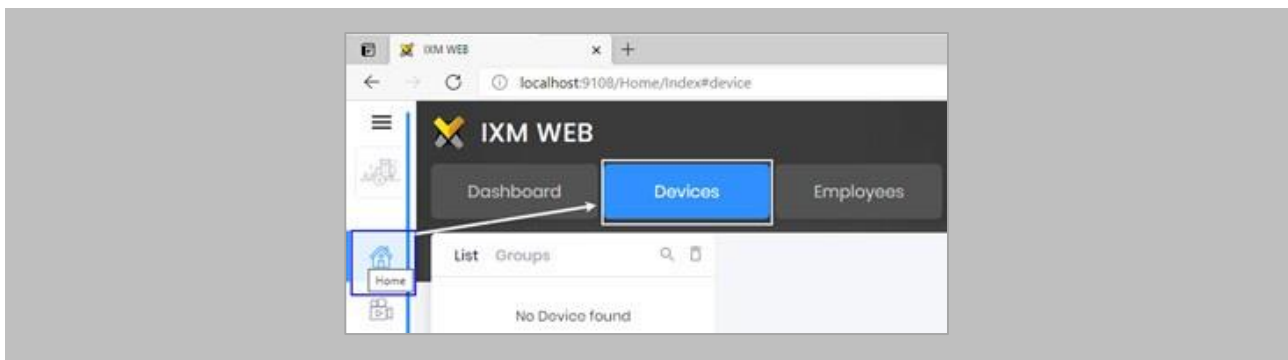 IXM WEB
localhost:9108/Home/Index#device
IXM WEB
Dashboard Devices Employees
List Groups
Home
No Device found